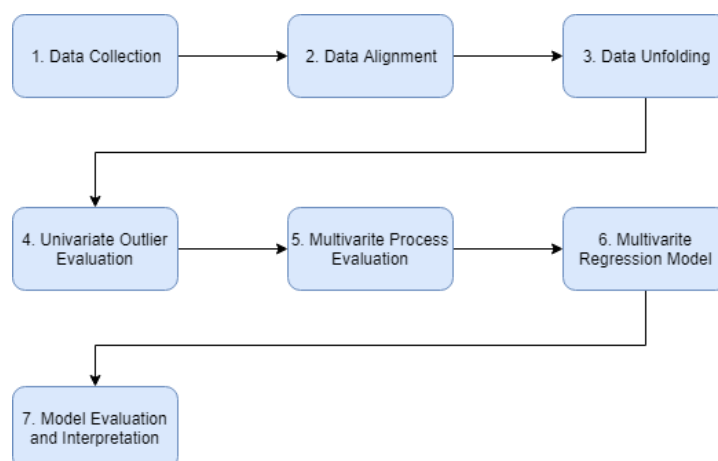 1. Data Collection
2. Data Alignment
3. Data Unfolding
4. Univariate Outlier
Evaluation
5. Multivarite Process
Evaluation
6. Multivarite
Regression Model
7. Model Evaluation
and Interpretation